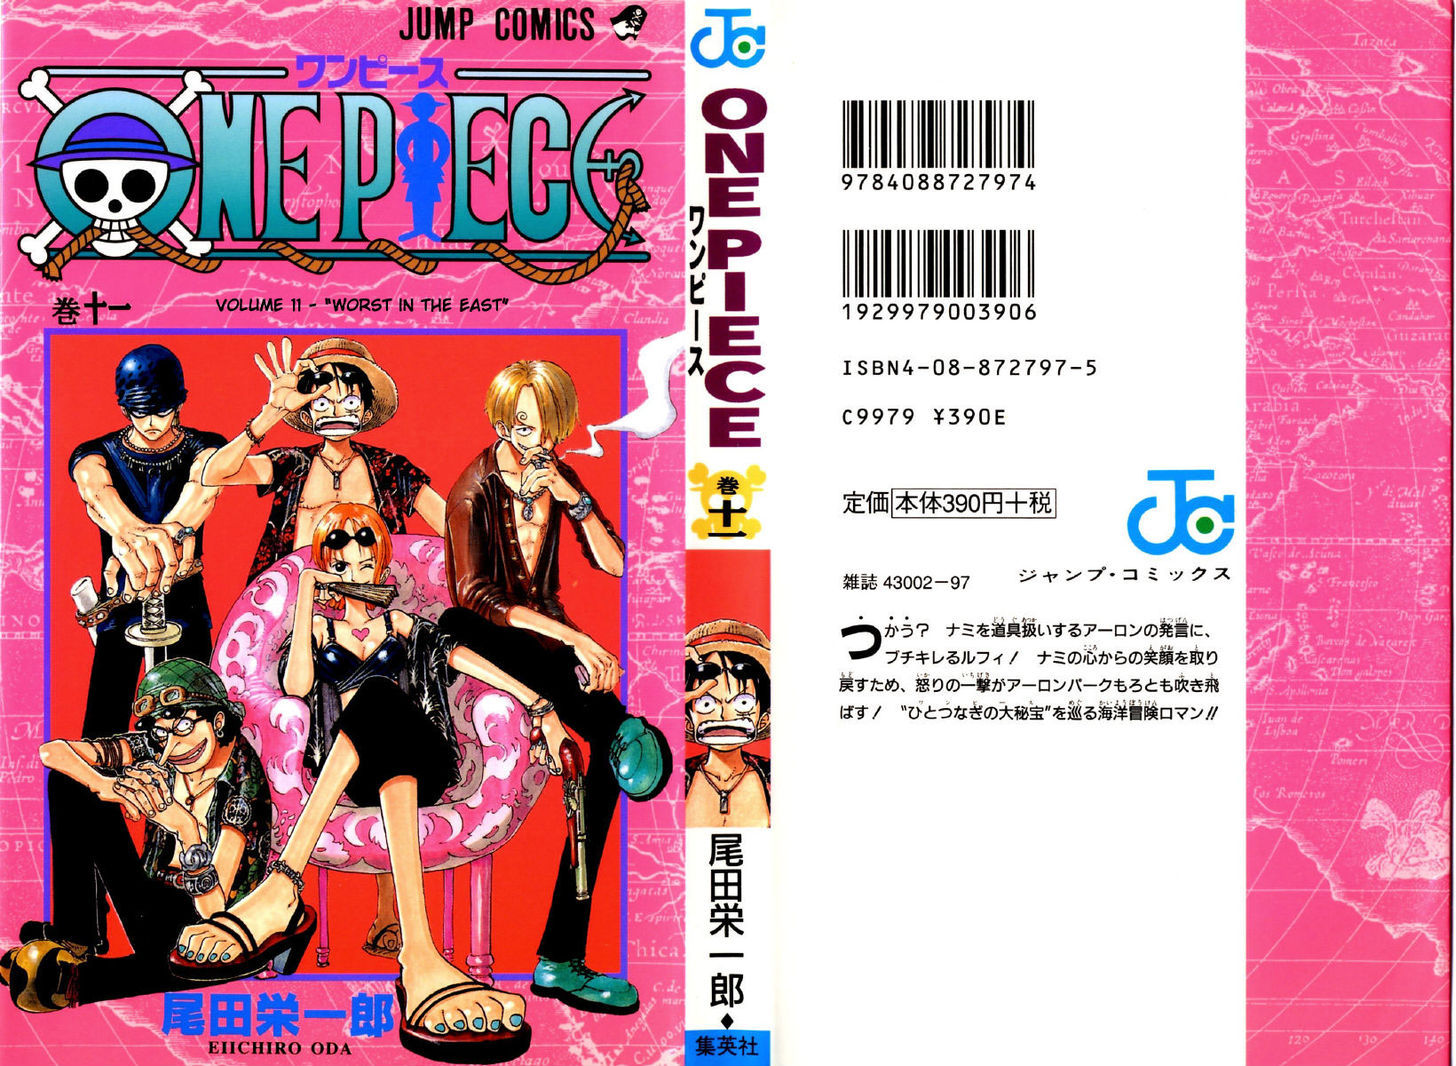 JUMP COMICS
ワンピース
ONE PIECE
巻十一
VOLUME 11 - "WORST IN THE EAST"
尾田栄一郎
EIICHIRO ODA
JC
ONE PIECE
ワンピース
巻十一
尾田栄一郎
集英社
9784088727974
1929979003906
ISBN4-08-872797-5
C9979 ¥390E
定価 本体390円+税
JC
雑誌 43002-97
ジャンプ・コミックス
つかう? ナミを道具扱いするアーロンの発言に、
ブチキレるルフィ! ナミの心からの笑顔を取り
戻すため、怒りの一撃がアーロンパークもろとも吹き飛
ばす! “ひとつなぎの大秘宝”を巡る海洋冒険ロマン!!